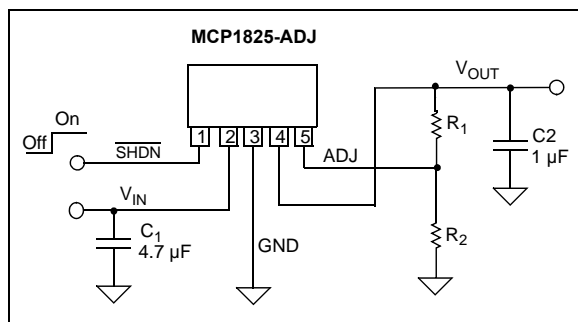 MCP1825-ADJ
VOUT
On
Off
1 2 3 4 5
R1
C2
1 µF
SHDN
ADJ
VIN
C1
4.7 µF
GND
R2